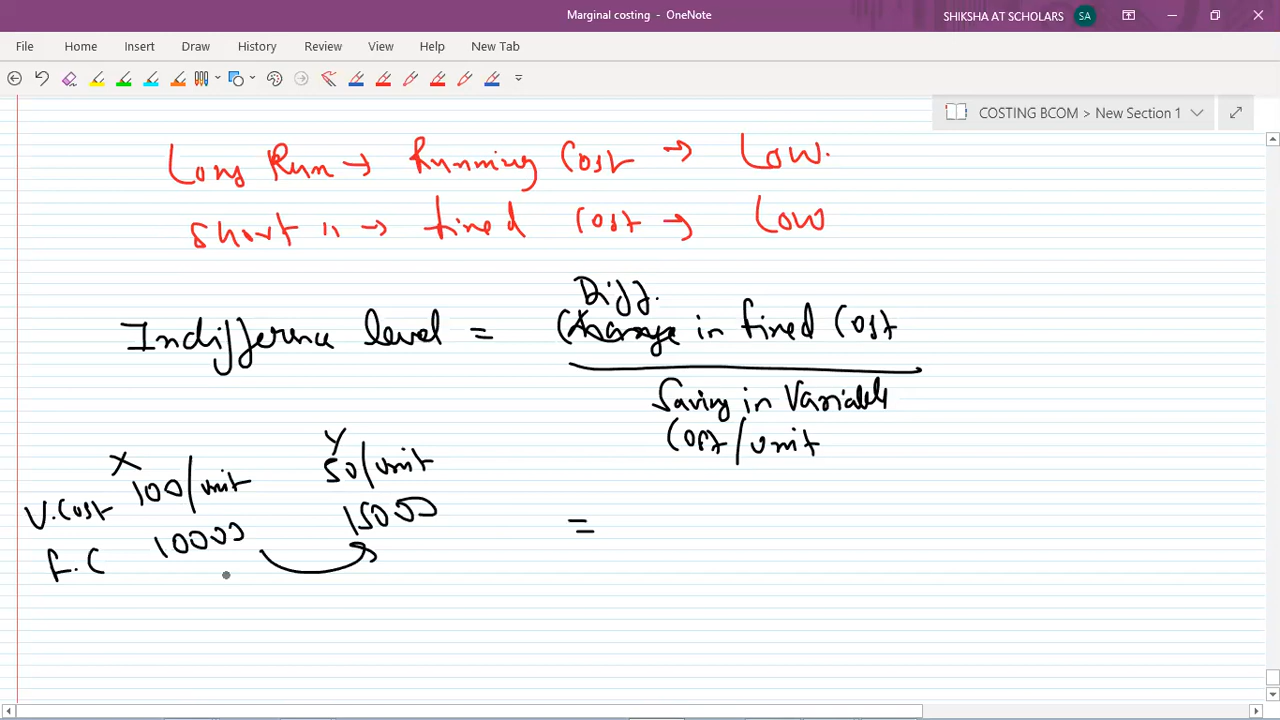 Marginal costing - OneNote
SHIKSHA AT SCHOLARS SA
File Home Insert Draw History Review View Help New Tab
COSTING BCOM > New Section 1
Long Run → Running Cost → Low.
Short " → fixed cost → Low
Diff.
Indifference level = Change in fixed Cost
Saving in Variable
Cost/unit
X Y
V.Cost 100/unit 50/unit
F.C 10000 15000
=